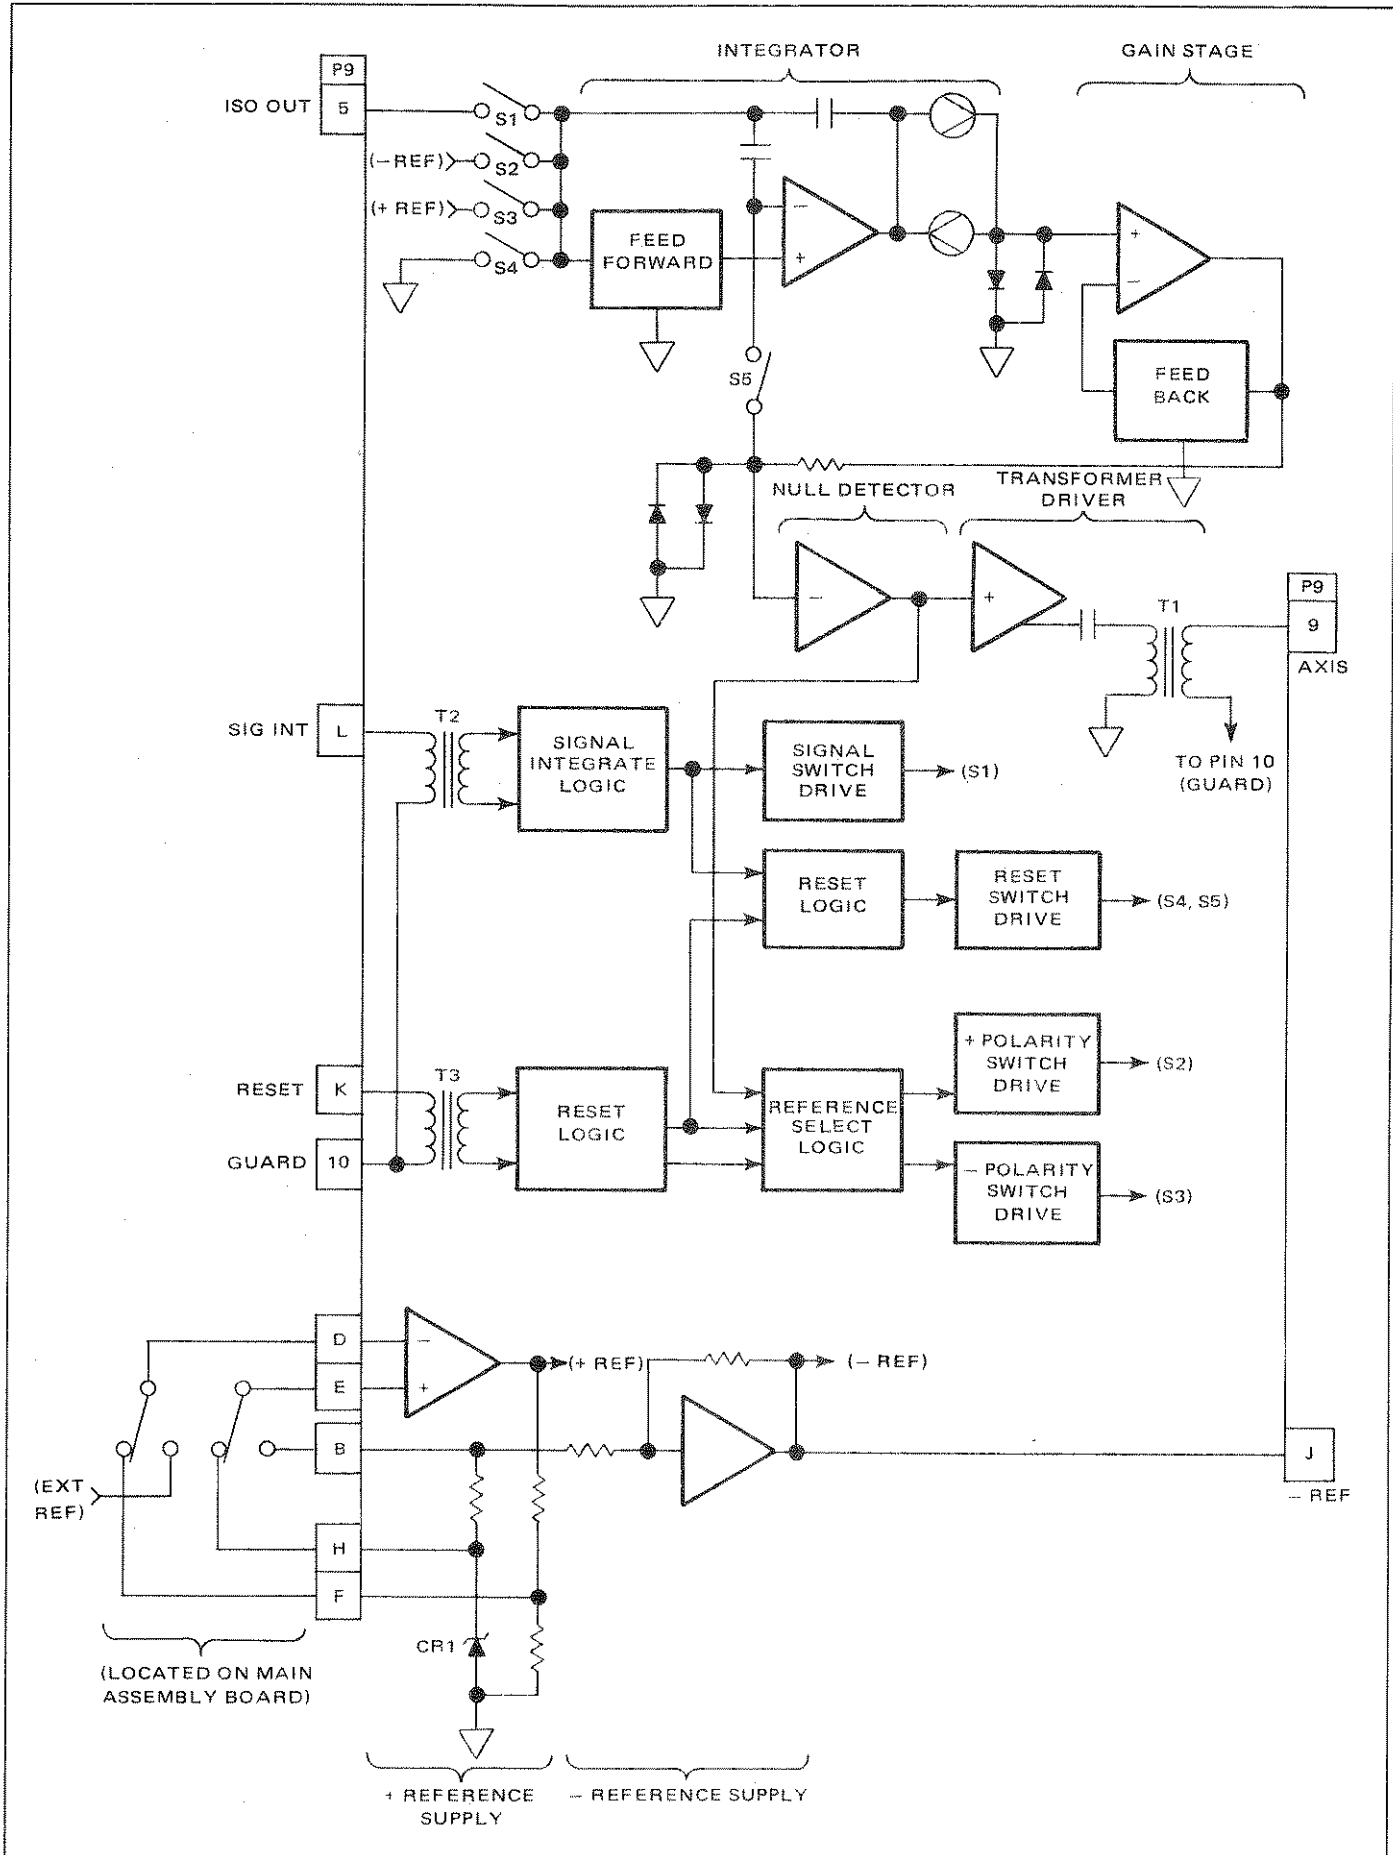 INTEGRATOR
GAIN STAGE
P9
5
ISO OUT
S1
(−REF)
S2
(+ REF)
S3
S4
FEED
FORWARD
−
+
+
−
S5
FEED
BACK
NULL DETECTOR
TRANSFORMER
DRIVER
−
+
T1
P9
9
AXIS
TO PIN 10
(GUARD)
SIG INT
L
T2
SIGNAL
INTEGRATE
LOGIC
SIGNAL
SWITCH
DRIVE
(S1)
RESET
LOGIC
RESET
SWITCH
DRIVE
(S4, S5)
RESET
K
T3
GUARD
10
RESET
LOGIC
REFERENCE
SELECT
LOGIC
+ POLARITY
SWITCH
DRIVE
(S2)
− POLARITY
SWITCH
DRIVE
(S3)
D
−
(+ REF)
(− REF)
E
+
B
J
− REF
(EXT
REF)
H
F
CR1
(LOCATED ON MAIN
ASSEMBLY BOARD)
+ REFERENCE
SUPPLY
− REFERENCE SUPPLY